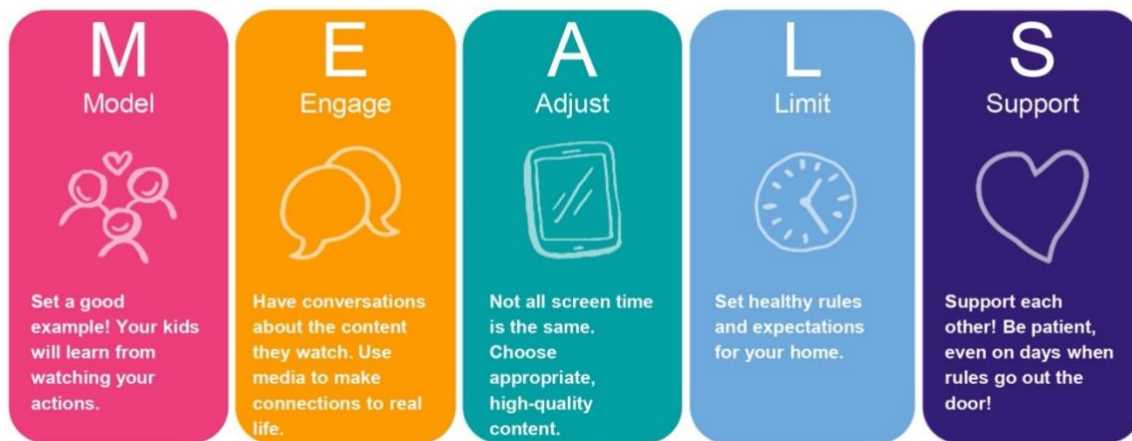 M
Model
Set a good
example! Your kids
will learn from
watching your
actions.
E
Engage
Have conversations
about the content
they watch. Use
media to make
connections to real
life.
A
Adjust
Not all screen time
is the same.
Choose
appropriate,
high-quality
content.
L
Limit
Set healthy rules
and expectations
for your home.
S
Support
Support each
other! Be patient,
even on days when
rules go out the
door!